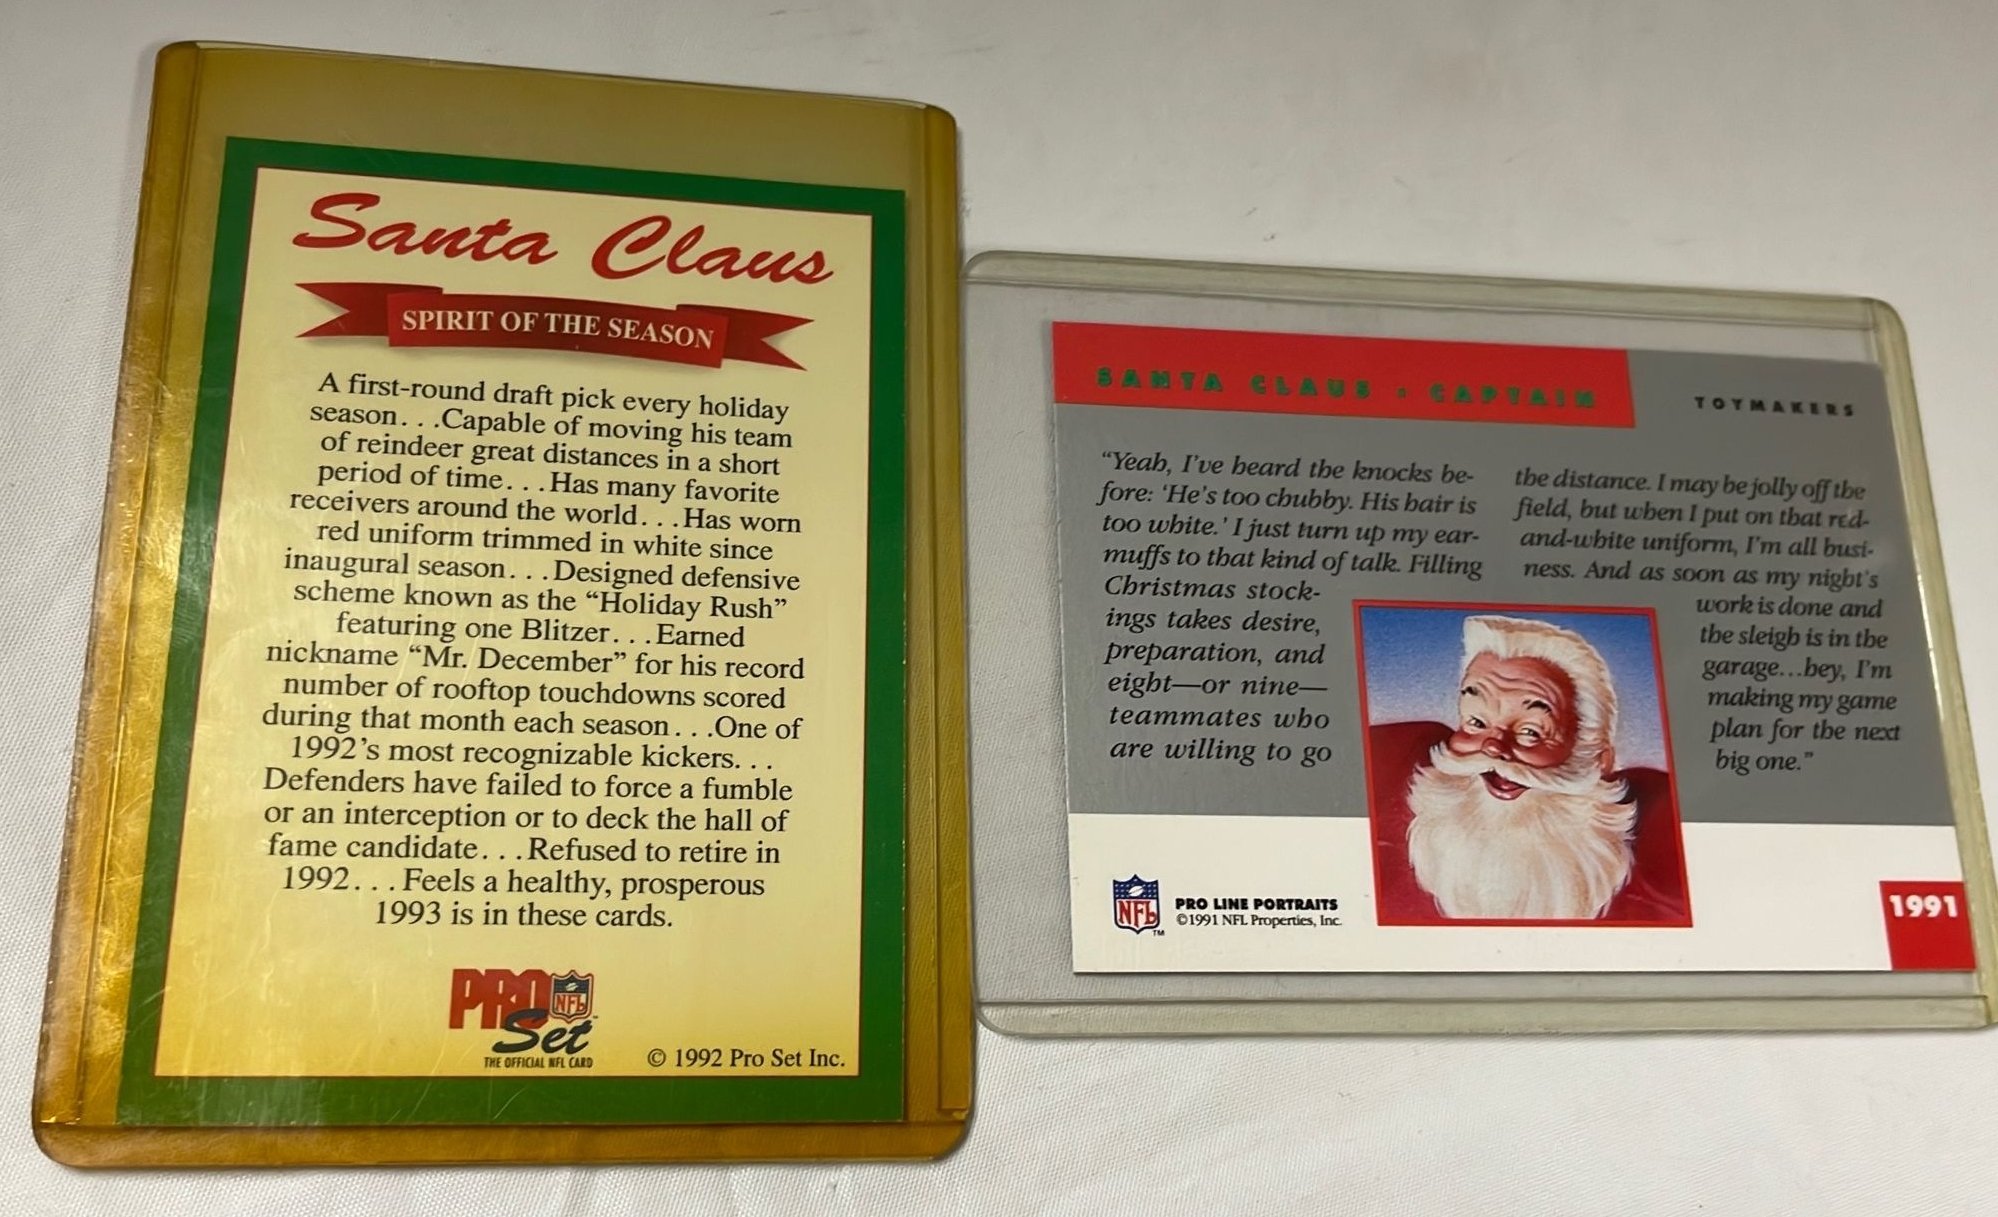 Santa Claus
SPIRIT OF THE SEASON
A first-round draft pick every holiday
season. . .Capable of moving his team
of reindeer great distances in a short
period of time. . .Has many favorite
receivers around the world. . .Has worn
red uniform trimmed in white since
inaugural season. . .Designed defensive
scheme known as the “Holiday Rush”
featuring one Blitzer. . .Earned
nickname “Mr. December” for his record
number of rooftop touchdowns scored
during that month each season. . .One of
1992’s most recognizable kickers. . .
Defenders have failed to force a fumble
or an interception or to deck the hall of
fame candidate. . .Refused to retire in
1992. . .Feels a healthy, prosperous
1993 is in these cards.
PRO
NFL
Set
THE OFFICIAL NFL CARD
© 1992 Pro Set Inc.
SANTA CLAUS • CAPTAIN
TOYMAKERS
“Yeah, I’ve heard the knocks be-
fore: ‘He’s too chubby. His hair is
too white.’ I just turn up my ear-
muffs to that kind of talk. Filling
Christmas stock-
ings takes desire,
preparation, and
eight—or nine—
teammates who
are willing to go
the distance. I may be jolly off the
field, but when I put on that red-
and-white uniform, I’m all busi-
ness. And as soon as my night’s
work is done and
the sleigh is in the
garage...hey, I’m
making my game
plan for the next
big one.”
NFL
TM
PRO LINE PORTRAITS
©1991 NFL Properties, Inc.
1991